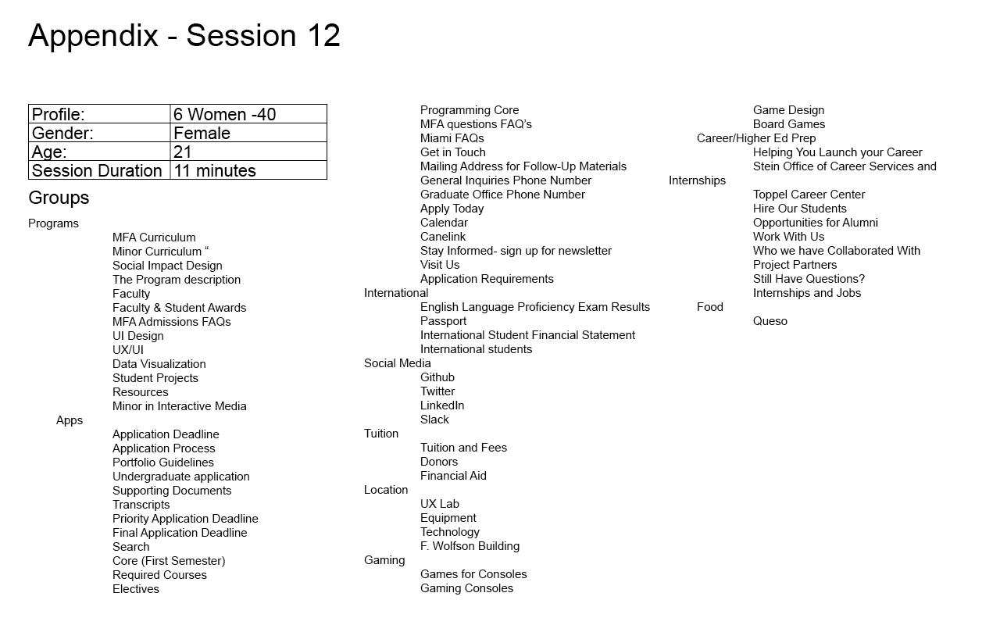 Appendix - Session 12
Profile: 6 Women -40
Gender: Female
Age: 21
Session Duration 11 minutes
Groups
Programs
MFA Curriculum
Minor Curriculum “
Social Impact Design
The Program description
Faculty
Faculty & Student Awards
MFA Admissions FAQs
UI Design
UX/UI
Data Visualization
Student Projects
Resources
Minor in Interactive Media
Apps
Application Deadline
Application Process
Portfolio Guidelines
Undergraduate application
Supporting Documents
Transcripts
Priority Application Deadline
Final Application Deadline
Search
Core (First Semester)
Required Courses
Electives
Programming Core
MFA questions FAQ’s
Miami FAQs
Get in Touch
Mailing Address for Follow-Up Materials
General Inquiries Phone Number
Graduate Office Phone Number
Apply Today
Calendar
Canelink
Stay Informed- sign up for newsletter
Visit Us
Application Requirements
International
English Language Proficiency Exam Results
Passport
International Student Financial Statement
International students
Social Media
Github
Twitter
LinkedIn
Slack
Tuition
Tuition and Fees
Donors
Financial Aid
Location
UX Lab
Equipment
Technology
F. Wolfson Building
Gaming
Games for Consoles
Gaming Consoles
Game Design
Board Games
Career/Higher Ed Prep
Helping You Launch your Career
Stein Office of Career Services and
Internships
Toppel Career Center
Hire Our Students
Opportunities for Alumni
Work With Us
Who we have Collaborated With
Project Partners
Still Have Questions?
Internships and Jobs
Food
Queso